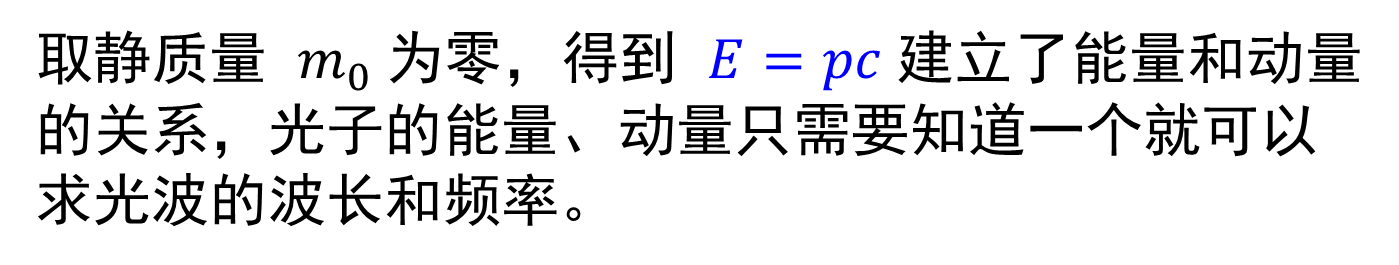 取静质量 m₀ 为零，得到 E = pc 建立了能量和动量
的关系，光子的能量、动量只需要知道一个就可以
求光波的波长和频率。